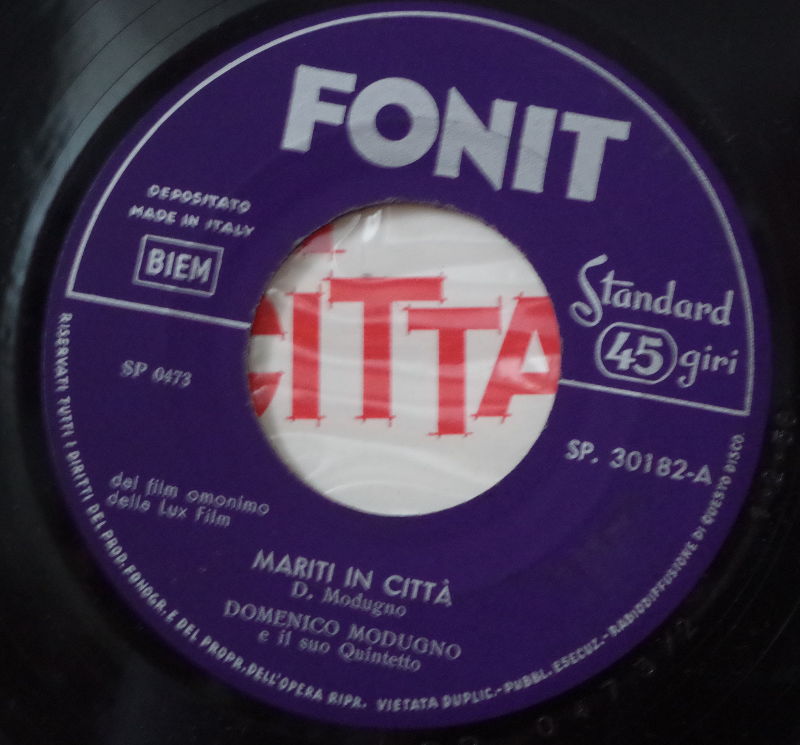 FONIT
DEPOSITATO
MADE IN ITALY
BIEM
Standard
45 giri
CITTA
SP 0473
SP. 30182-A
dal film omonimo
della Lux Film
MARITI IN CITTÀ
D. Modugno
DOMENICO MODUGNO
e il suo Quintetto
RISERVATI TUTTI I DIRITTI DEL PROD. FONOGR. E DEL PROPR. DELL'OPERA RIPR. VIETATA DUPLIC.-PUBBL. ESECUZ.-RADIODIFFUSIONE DI QUESTO DISCO.